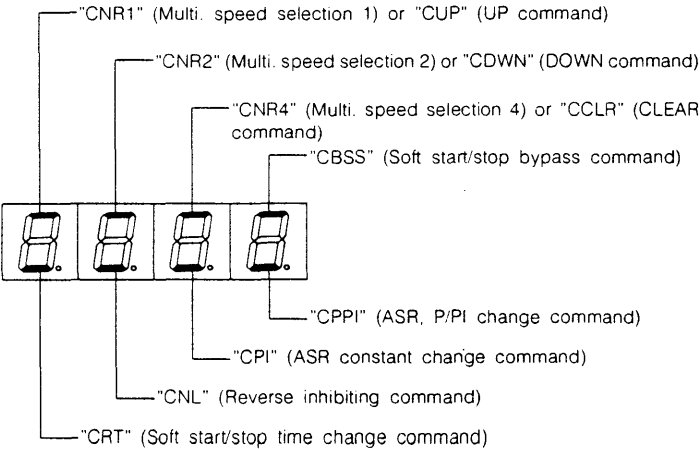 "CNR1" (Multi. speed selection 1) or "CUP" (UP command)
"CNR2" (Multi. speed selection 2) or "CDWN" (DOWN command)
"CNR4" (Multi. speed selection 4) or "CCLR" (CLEAR
command)
"CBSS" (Soft start/stop bypass command)
"CPPI" (ASR, P/PI change command)
"CPI" (ASR constant change command)
"CNL" (Reverse inhibiting command)
"CRT" (Soft start/stop time change command)